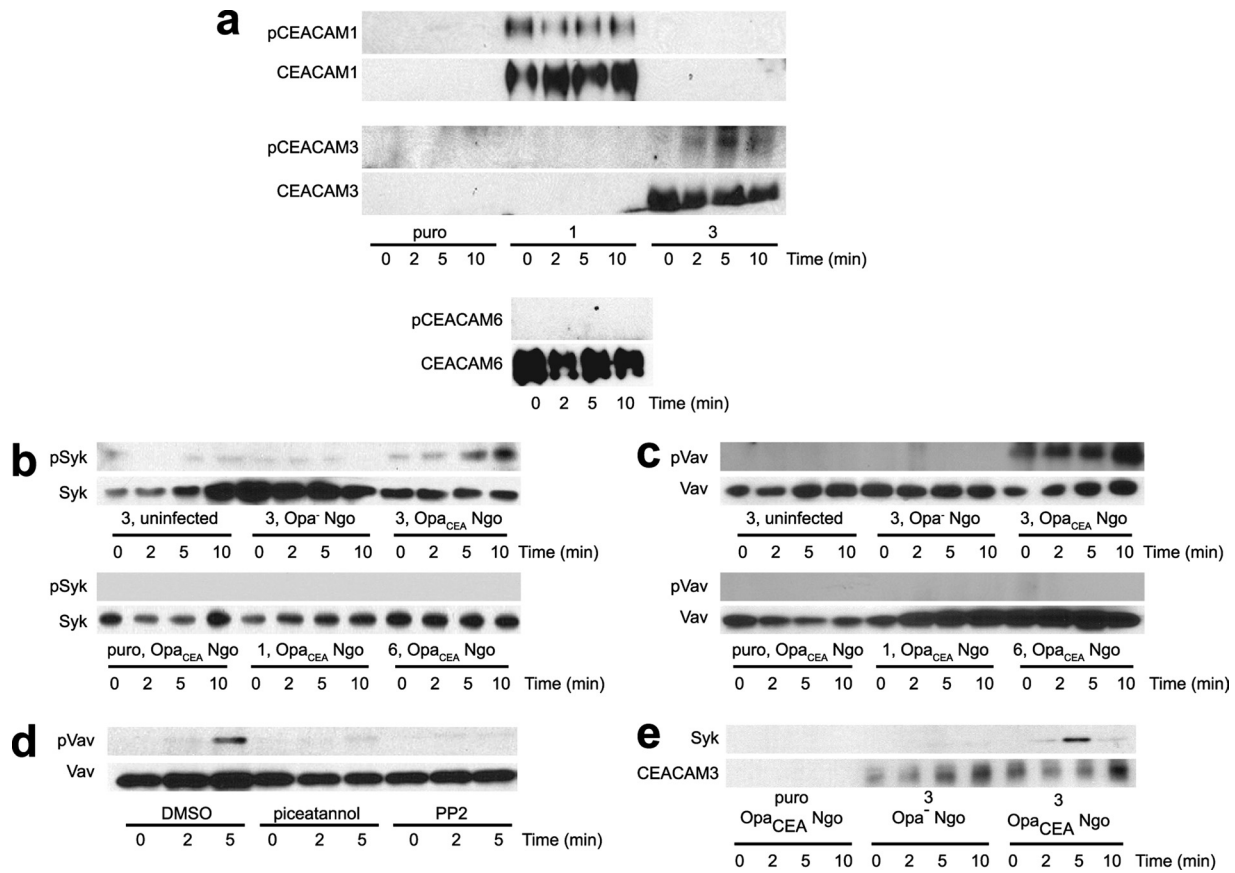 a
pCEACAM1
CEACAM1
pCEACAM3
CEACAM3
puro 1 3
0 2 5 10 0 2 5 10 0 2 5 10 Time (min)
pCEACAM6
CEACAM6
0 2 5 10 Time (min)
b
pSyk
Syk
3, uninfected 3, Opa- Ngo 3, OpaCEA Ngo
0 2 5 10 0 2 5 10 0 2 5 10 Time (min)
pSyk
Syk
puro, OpaCEA Ngo 1, OpaCEA Ngo 6, OpaCEA Ngo
0 2 5 10 0 2 5 10 0 2 5 10 Time (min)
c
pVav
Vav
3, uninfected 3, Opa- Ngo 3, OpaCEA Ngo
0 2 5 10 0 2 5 10 0 2 5 10 Time (min)
pVav
Vav
puro, OpaCEA Ngo 1, OpaCEA Ngo 6, OpaCEA Ngo
0 2 5 10 0 2 5 10 0 2 5 10 Time (min)
d
pVav
Vav
DMSO piceatannol PP2
0 2 5 0 2 5 0 2 5 Time (min)
e
Syk
CEACAM3
puro 3 3
OpaCEA Ngo Opa- Ngo OpaCEA Ngo
0 2 5 10 0 2 5 10 0 2 5 10 Time (min)